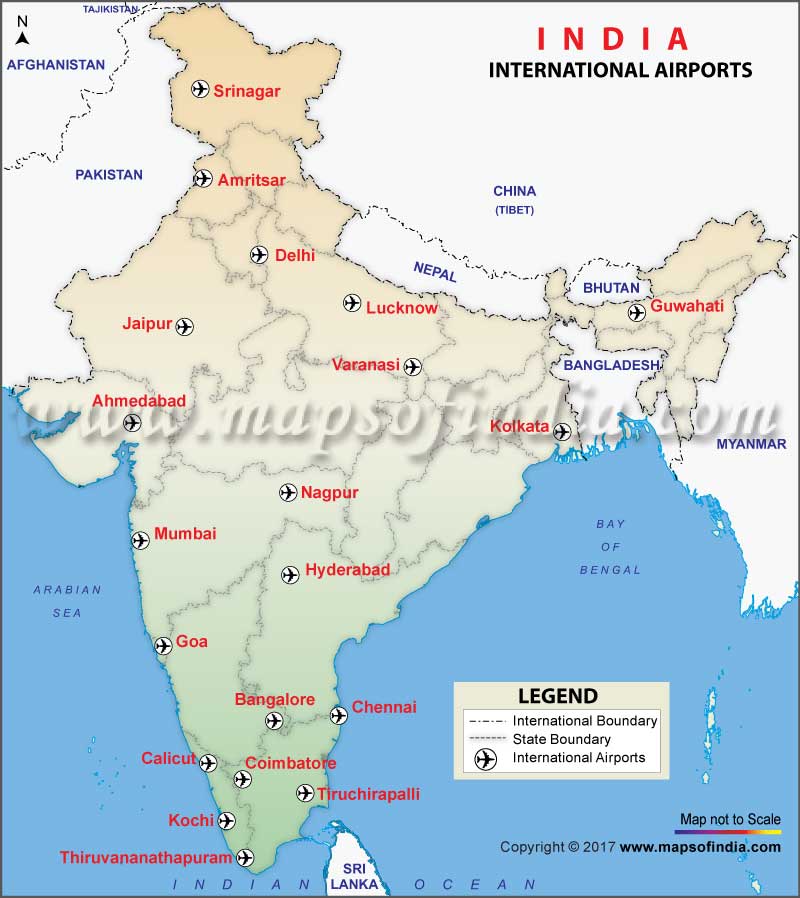 TAJIKISTAN
N
I N D I A
INTERNATIONAL AIRPORTS
AFGHANISTAN
Srinagar
PAKISTAN
Amritsar
CHINA
(TIBET)
Delhi
NEPAL
BHUTAN
Lucknow
Guwahati
Jaipur
Varanasi
BANGLADESH
Ahmedabad
www.mapsofindia.com
Kolkata
MYANMAR
Nagpur
Mumbai
BAY
OF
BENGAL
Hyderabad
ARABIAN
SEA
Goa
Bangalore
Chennai
LEGEND
International Boundary
State Boundary
International Airports
Calicut
Coimbatore
Tiruchirapalli
Kochi
Map not to Scale
Copyright © 2017 www.mapsofindia.com
Thiruvananathapuram
SRI
LANKA
INDIAN OCEAN